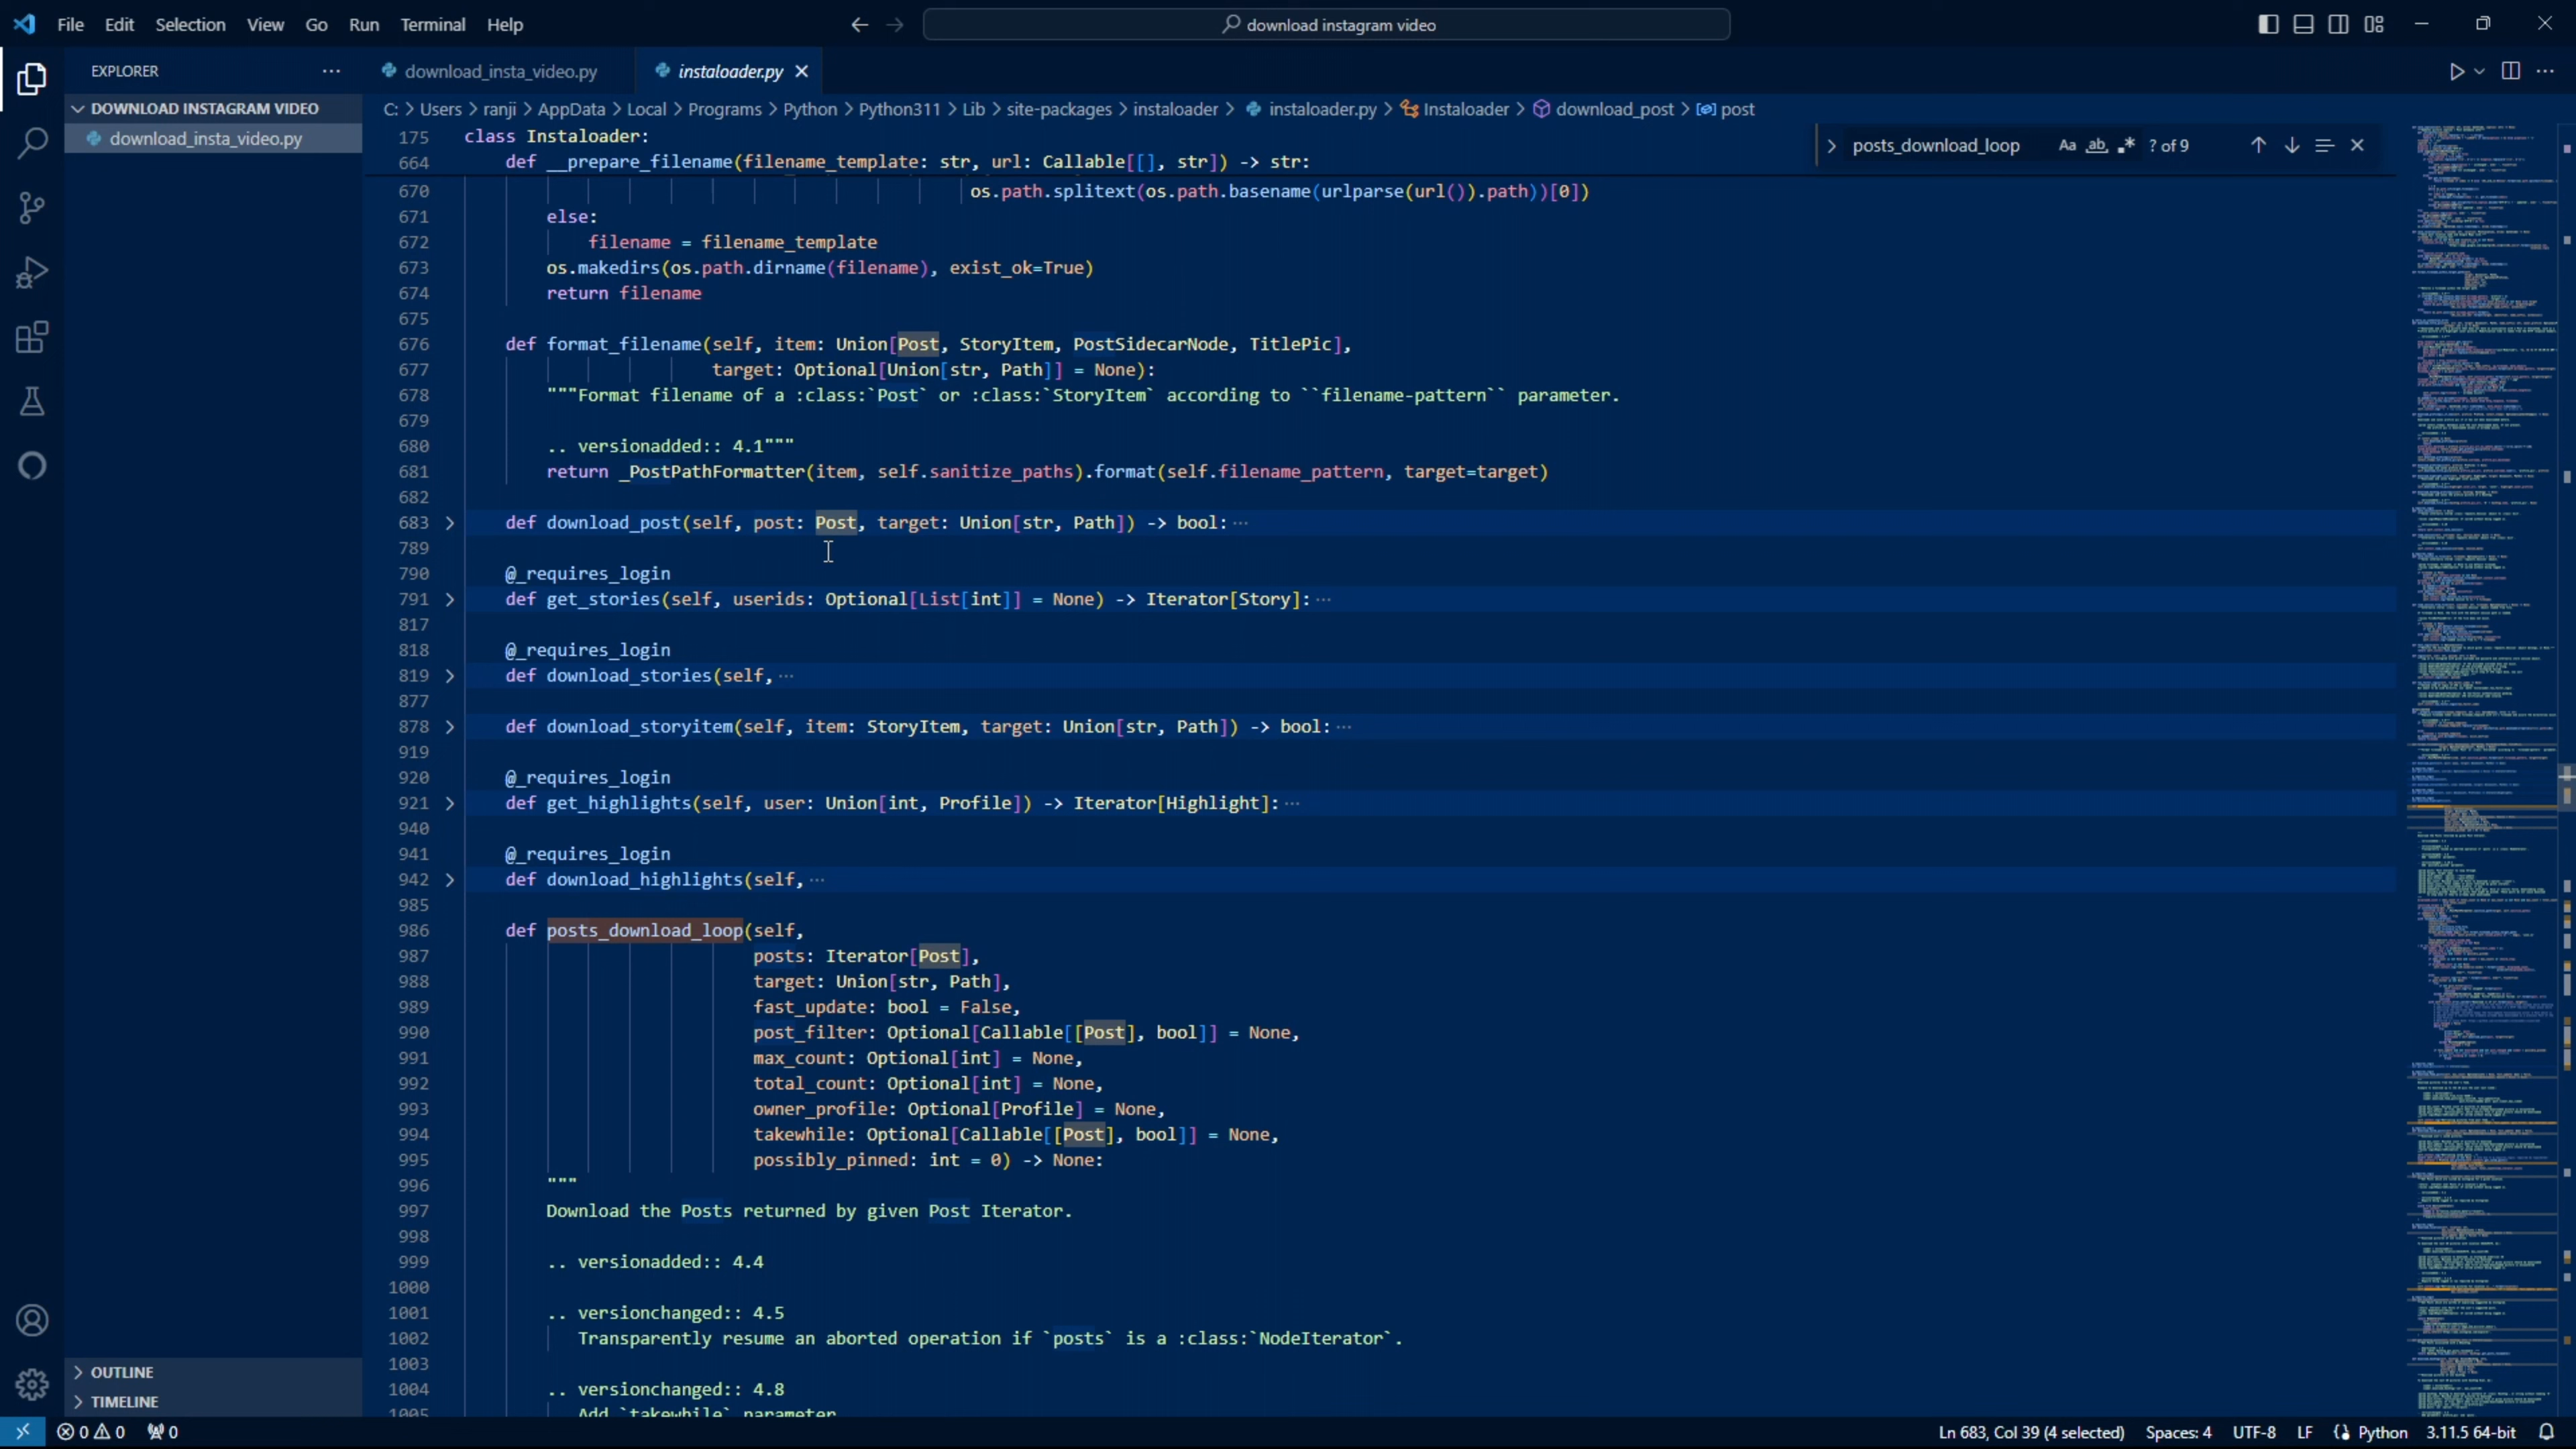 File Edit Selection View Go Run Terminal Help
download instagram video
EXPLORER
download_insta_video.py
instaloader.py
DOWNLOAD INSTAGRAM VIDEO
download_insta_video.py
C: > Users > ranji > AppData > Local > Programs > Python > Python311 > Lib > site-packages > instaloader > instaloader.py > Instaloader > download_post > post
posts_download_loop Aa ab ? of 9
175 class Instaloader:
664 def __prepare_filename(filename_template: str, url: Callable[[], str]) -> str:
670 os.path.splitext(os.path.basename(urlparse(url()).path))[0])
671 else:
672 filename = filename_template
673 os.makedirs(os.path.dirname(filename), exist_ok=True)
674 return filename
675
676 def format_filename(self, item: Union[Post, StoryItem, PostSidecarNode, TitlePic],
677 target: Optional[Union[str, Path]] = None):
678 """Format filename of a :class:`Post` or :class:`StoryItem` according to ``filename-pattern`` parameter.
679
680 .. versionadded:: 4.1"""
681 return _PostPathFormatter(item, self.sanitize_paths).format(self.filename_pattern, target=target)
682
683 def download_post(self, post: Post, target: Union[str, Path]) -> bool: ···
789
790 @_requires_login
791 def get_stories(self, userids: Optional[List[int]] = None) -> Iterator[Story]: ···
817
818 @_requires_login
819 def download_stories(self, ···
877
878 def download_storyitem(self, item: StoryItem, target: Union[str, Path]) -> bool: ···
919
920 @_requires_login
921 def get_highlights(self, user: Union[int, Profile]) -> Iterator[Highlight]: ···
940
941 @_requires_login
942 def download_highlights(self, ···
985
986 def posts_download_loop(self,
987 posts: Iterator[Post],
988 target: Union[str, Path],
989 fast_update: bool = False,
990 post_filter: Optional[Callable[[Post], bool]] = None,
991 max_count: Optional[int] = None,
992 total_count: Optional[int] = None,
993 owner_profile: Optional[Profile] = None,
994 takewhile: Optional[Callable[[Post], bool]] = None,
995 possibly_pinned: int = 0) -> None:
996 """
997 Download the Posts returned by given Post Iterator.
998
999 .. versionadded:: 4.4
1000
1001 .. versionchanged:: 4.5
1002 Transparently resume an aborted operation if `posts` is a :class:`NodeIterator`.
1003
1004 .. versionchanged:: 4.8
1005 Add `takewhile` parameter
OUTLINE
TIMELINE
0 0 0 Ln 683, Col 39 (4 selected) Spaces: 4 UTF-8 LF Python 3.11.5 64-bit